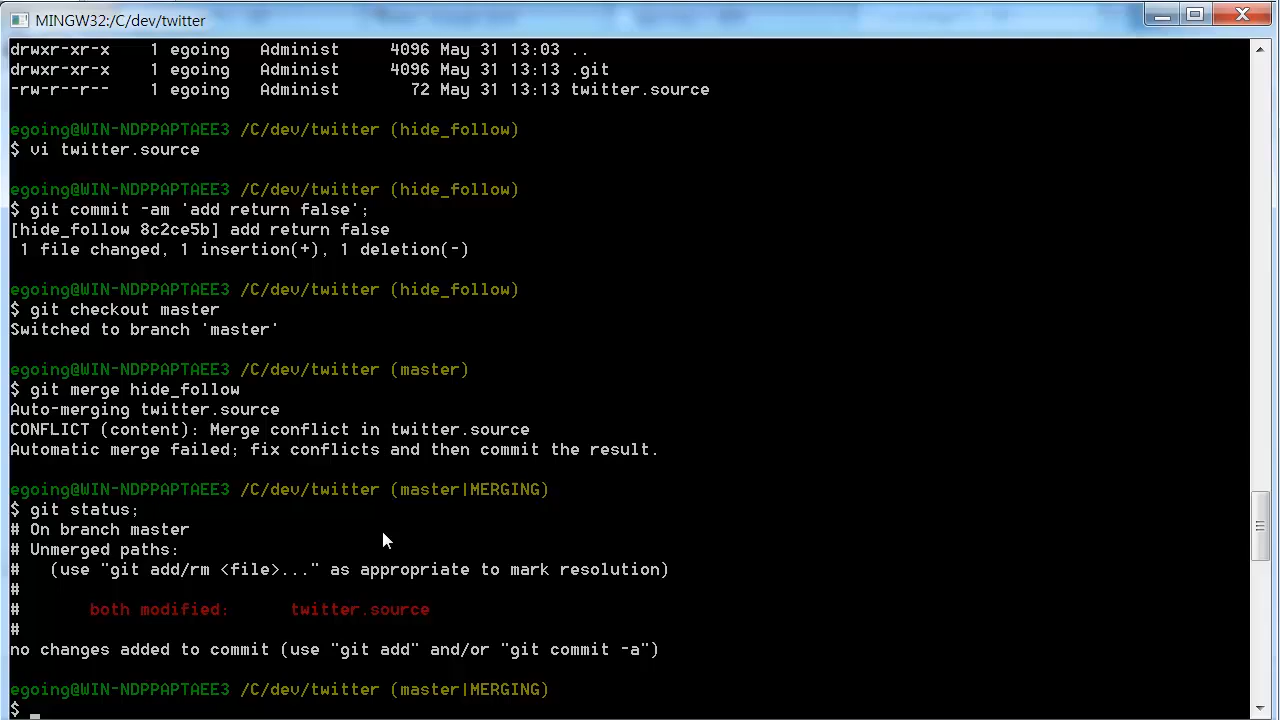 MINGW32:/C/dev/twitter
drwxr-xr-x    1 egoing   Administ     4096 May 31 13:03 ..
drwxr-xr-x    1 egoing   Administ     4096 May 31 13:13 .git
-rw-r--r--    1 egoing   Administ       72 May 31 13:13 twitter.source
egoing@WIN-NDPPAPTAEE3 /C/dev/twitter (hide_follow)
$ vi twitter.source
egoing@WIN-NDPPAPTAEE3 /C/dev/twitter (hide_follow)
$ git commit -am 'add return false';
[hide_follow 8c2ce5b] add return false
 1 file changed, 1 insertion(+), 1 deletion(-)
egoing@WIN-NDPPAPTAEE3 /C/dev/twitter (hide_follow)
$ git checkout master
Switched to branch 'master'
egoing@WIN-NDPPAPTAEE3 /C/dev/twitter (master)
$ git merge hide_follow
Auto-merging twitter.source
CONFLICT (content): Merge conflict in twitter.source
Automatic merge failed; fix conflicts and then commit the result.
egoing@WIN-NDPPAPTAEE3 /C/dev/twitter (master|MERGING)
$ git status;
# On branch master
# Unmerged paths:
#   (use "git add/rm <file>..." as appropriate to mark resolution)
#
#       both modified:      twitter.source
#
no changes added to commit (use "git add" and/or "git commit -a")
egoing@WIN-NDPPAPTAEE3 /C/dev/twitter (master|MERGING)
$